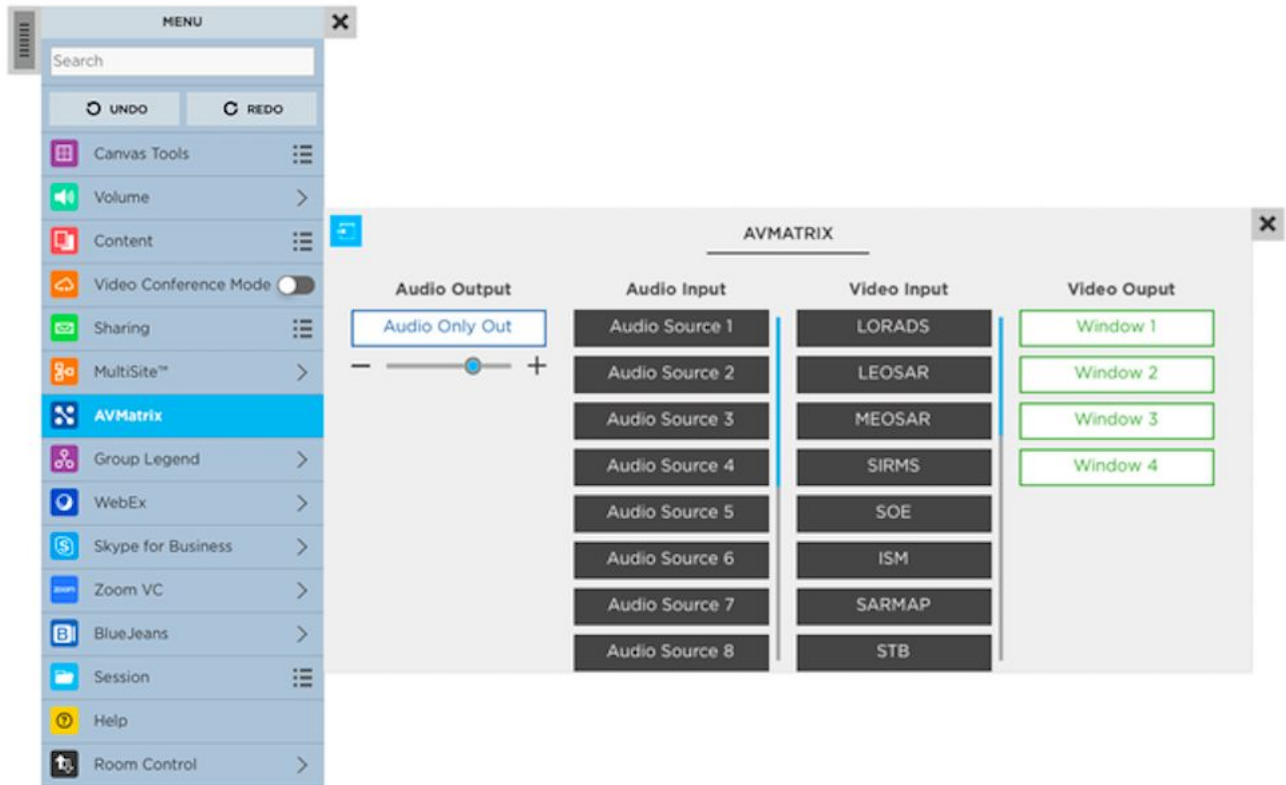 MENU
Search
UNDO REDO
Canvas Tools
Volume
Content
Video Conference Mode
Sharing
MultiSite™
AVMatrix
Group Legend
WebEx
Skype for Business
zoom Zoom VC
BlueJeans
Session
Help
Room Control
AVMATRIX
Audio Output
Audio Only Out
Audio Input
Audio Source 1
Audio Source 2
Audio Source 3
Audio Source 4
Audio Source 5
Audio Source 6
Audio Source 7
Audio Source 8
Video Input
LORADS
LEOSAR
MEOSAR
SIRMS
SOE
ISM
SARMAP
STB
Video Ouput
Window 1
Window 2
Window 3
Window 4